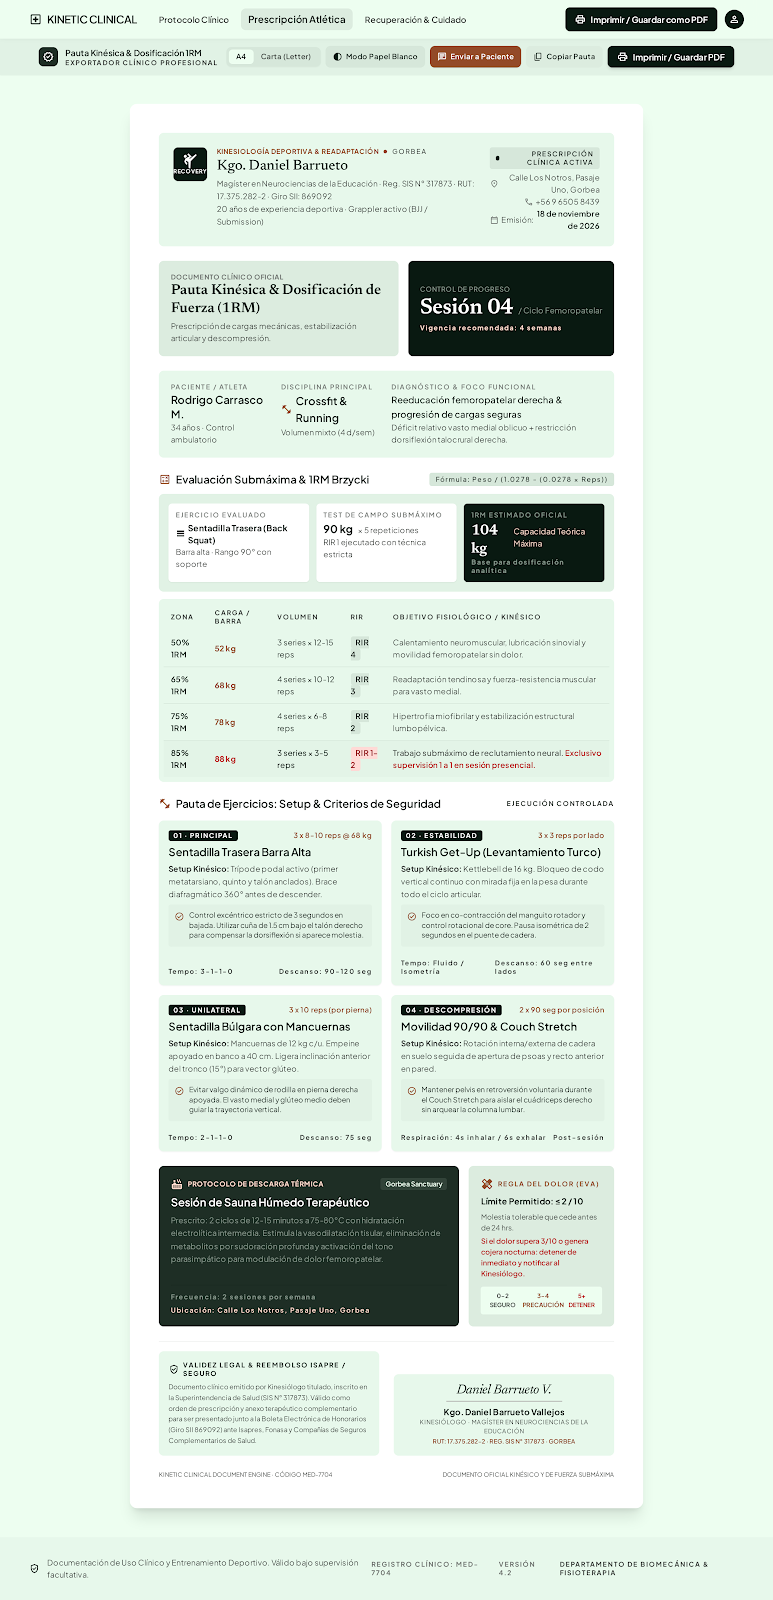 KINETIC CLINICAL
Protocolo Clínico
Prescripción Atlética
Recuperación & Cuidado
Imprimir / Guardar como PDF
Pauta Kinésica & Dosificación 1RM
EXPORTADOR CLÍNICO PROFESIONAL
A4
Carta (Letter)
Modo Papel Blanco
Enviar a Paciente
Copiar Pauta
Imprimir / Guardar PDF
RECOVERY
KINESIOLOGÍA DEPORTIVA & READAPTACIÓN • GORBEA
Kgo. Daniel Barrueto
Magíster en Neurociencias de la Educación · Reg. SIS N° 317873 · RUT:
17.375.282-2 · Giro SII: 869092
20 años de experiencia deportiva · Grappler activo (BJJ /
Submission)
PRESCRIPCIÓN
CLÍNICA ACTIVA
Calle Los Notros, Pasaje
Uno, Gorbea
+56 9 6505 8439
Emisión: 18 de noviembre
de 2026
DOCUMENTO CLÍNICO OFICIAL
Pauta Kinésica & Dosificación de
Fuerza (1RM)
Prescripción de cargas mecánicas, estabilización
articular y descompresión.
CONTROL DE PROGRESO
Sesión 04 / Ciclo Femoropatelar
Vigencia recomendada: 4 semanas
PACIENTE / ATLETA
Rodrigo Carrasco
M.
34 años · Control
ambulatorio
DISCIPLINA PRINCIPAL
Crossfit &
Running
Volumen mixto (4 d/sem)
DIAGNÓSTICO & FOCO FUNCIONAL
Reeducación femoropatelar derecha &
progresión de cargas seguras
Déficit relativo vasto medial oblicuo + restricción
dorsiflexión talocrural derecha.
Evaluación Submáxima & 1RM Brzycki
Fórmula: Peso / (1.0278 - (0.0278 × Reps))
EJERCICIO EVALUADO
Sentadilla Trasera (Back
Squat)
Barra alta · Rango 90° con
soporte
TEST DE CAMPO SUBMÁXIMO
90 kg × 5 repeticiones
RIR 1 ejecutado con técnica
estricta
1RM ESTIMADO OFICIAL
104
kg
Capacidad Teórica
Máxima
Base para dosificación
analítica
ZONA
CARGA /
BARRA
VOLUMEN
RIR
OBJETIVO FISIOLÓGICO / KINÉSICO
50%
1RM
52 kg
3 series × 12-15
reps
RIR
4
Calentamiento neuromuscular, lubricación sinovial y
movilidad femoropatelar sin dolor.
65%
1RM
68 kg
4 series × 10-12
reps
RIR
3
Readaptación tendinosa y fuerza-resistencia muscular
para vasto medial.
75%
1RM
78 kg
4 series × 6-8
reps
RIR
2
Hipertrofia miofibrilar y estabilización estructural
lumbopélvica.
85%
1RM
88 kg
3 series × 3-5
reps
RIR 1-
2
Trabajo submáximo de reclutamiento neural. Exclusivo
supervisión 1 a 1 en sesión presencial.
Pauta de Ejercicios: Setup & Criterios de Seguridad
EJECUCIÓN CONTROLADA
01 · PRINCIPAL
3 x 8-10 reps @ 68 kg
Sentadilla Trasera Barra Alta
Setup Kinésico: Trípode podal activo (primer
metatarsiano, quinto y talón anclados). Brace
diafragmático 360° antes de descender.
Control excéntrico estricto de 3 segundos en
bajada. Utilizar cuña de 1.5 cm bajo el talón derecho
para compensar la dorsiflexión si aparece molestia.
Tempo: 3-1-1-0
Descanso: 90-120 seg
02 · ESTABILIDAD
3 x 3 reps por lado
Turkish Get-Up (Levantamiento Turco)
Setup Kinésico: Kettlebell de 16 kg. Bloqueo de codo
vertical continuo con mirada fija en la pesa durante
todo el ciclo articular.
Foco en co-contracción del manguito rotador y
control rotacional de core. Pausa isométrica de 2
segundos en el puente de cadera.
Tempo: Fluido /
Isometría
Descanso: 60 seg entre
lados
03 · UNILATERAL
3 x 10 reps (por pierna)
Sentadilla Búlgara con Mancuernas
Setup Kinésico: Mancuernas de 12 kg c/u. Empeine
apoyado en banco a 40 cm. Ligera inclinación anterior
del tronco (15°) para vector glúteo.
Evitar valgo dinámico de rodilla en pierna derecha
apoyada. El vasto medial y glúteo medio deben
guiar la trayectoria vertical.
Tempo: 2-1-1-0
Descanso: 75 seg
04 · DESCOMPRESIÓN
2 x 90 seg por posición
Movilidad 90/90 & Couch Stretch
Setup Kinésico: Rotación interna/externa de cadera
en suelo seguida de apertura de psoas y recto anterior
en pared.
Mantener pelvis en retroversión voluntaria durante
el Couch Stretch para aislar el cuádriceps derecho
sin arquear la columna lumbar.
Respiración: 4s inhalar / 6s exhalar
Post-sesión
PROTOCOLO DE DESCARGA TÉRMICA
Gorbea Sanctuary
Sesión de Sauna Húmedo Terapéutico
Prescrito: 2 ciclos de 12-15 minutos a 75-80°C con hidratación
electrolítica intermedia. Estimula la vasodilatación tisular, eliminación de
metabolitos por sudoración profunda y activación del tono
parasimpático para modulación de dolor femoropatelar.
Frecuencia: 2 sesiones por semana
Ubicación: Calle Los Notros, Pasaje Uno, Gorbea
REGLA DEL DOLOR (EVA)
Límite Permitido: ≤ 2 / 10
Molestia tolerable que cede antes
de 24 hrs.
Si el dolor supera 3/10 o genera
cojera nocturna: detener de
inmediato y notificar al
Kinesiólogo.
0-2
SEGURO
3-4
PRECAUCIÓN
5+
DETENER
VALIDEZ LEGAL & REEMBOLSO ISAPRE /
SEGURO
Documento clínico emitido por Kinesiólogo titulado, inscrito en
la Superintendencia de Salud (SIS N° 317873). Válido como
orden de prescripción y anexo terapéutico complementario
para ser presentado junto a la Boleta Electrónica de Honorarios
(Giro SII 869092) ante Isapres, Fonasa y Compañías de Seguros
Complementarios de Salud.
Daniel Barrueto V.
Kgo. Daniel Barrueto Vallejos
KINESIÓLOGO · MAGÍSTER EN NEUROCIENCIAS DE LA
EDUCACIÓN
RUT: 17.375.282-2 · REG. SIS N° 317873 · GORBEA
KINETIC CLINICAL DOCUMENT ENGINE · CÓDIGO MED-7704
DOCUMENTO OFICIAL KINÉSICO Y DE FUERZA SUBMÁXIMA
Documentación de Uso Clínico y Entrenamiento Deportivo. Válido bajo supervisión
facultativa.
REGISTRO CLÍNICO: MED-
7704
VERSIÓN
4.2
DEPARTAMENTO DE BIOMECÁNICA &
FISIOTERAPIA